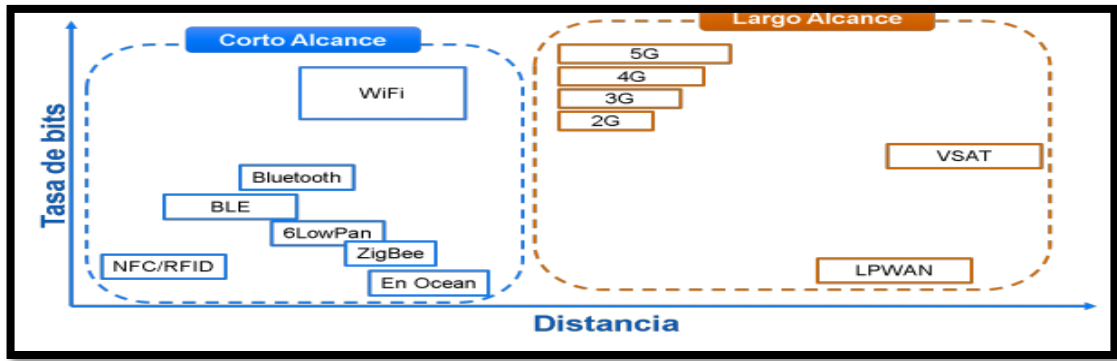 Corto Alcance
Largo Alcance
Tasa de bits
WiFi
Bluetooth
BLE
6LowPan
ZigBee
NFC/RFID
En Ocean
5G
4G
3G
2G
VSAT
LPWAN
Distancia